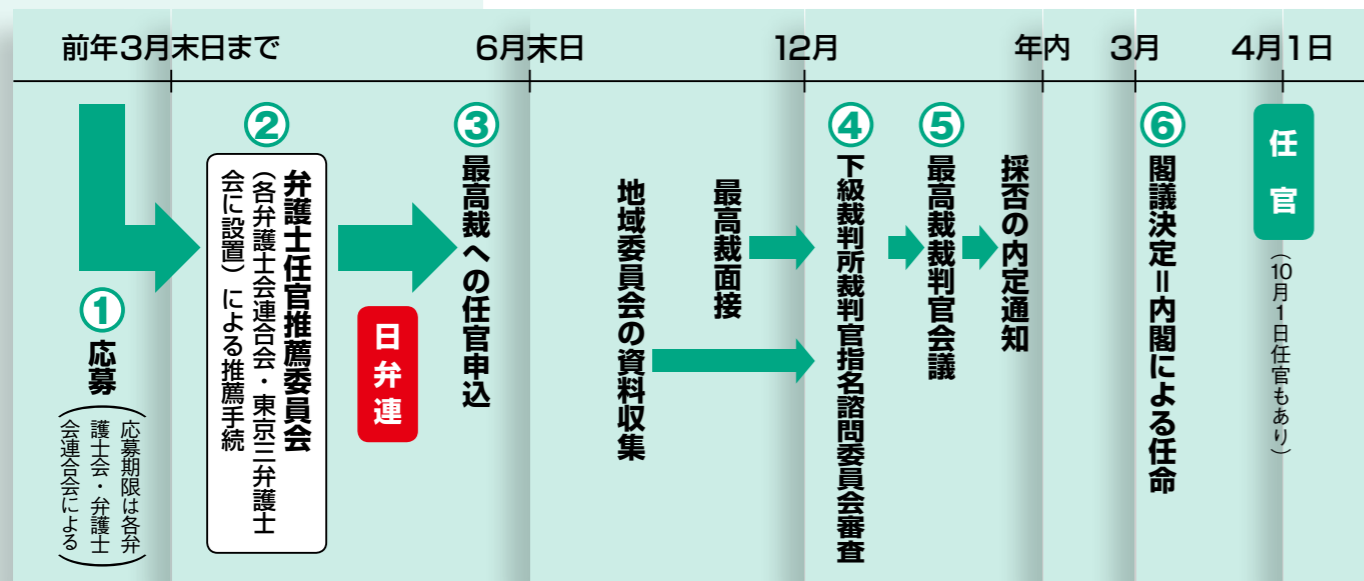 前年3月末日まで
6月末日
12月
年内
3月
4月1日
①
応募
（応募期限は各弁
護士会・弁護士
会連合会による）
②
弁護士任官推薦委員会
（各弁護士会連合会・東京三弁護士
会に設置）による推薦手続
日弁連
③
最高裁への任官申込
地域委員会の資料収集
最高裁面接
④
下級裁判所裁判官指名諮問委員会審査
⑤
最高裁裁判官会議
採否の内定通知
⑥
閣議決定＝内閣による任命
任官
（10月1日任官もあり）